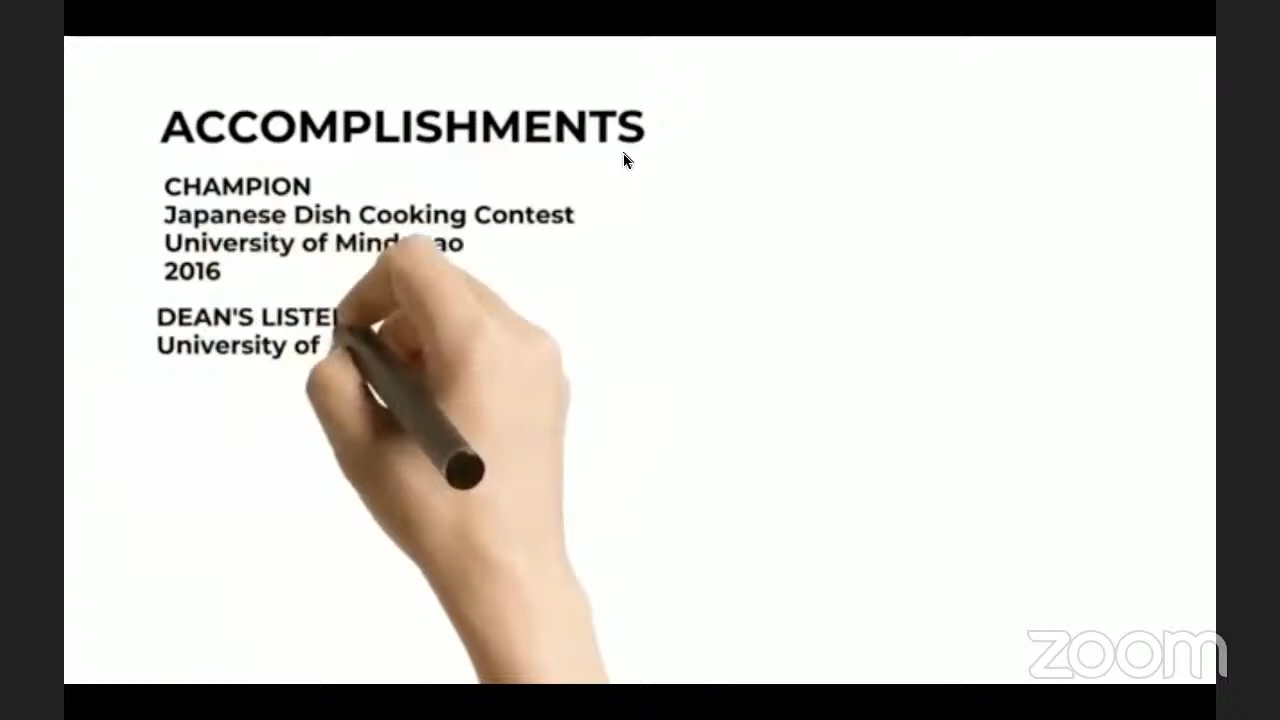 ACCOMPLISHMENTS
CHAMPION
Japanese Dish Cooking Contest
University of
2016
DEAN'S
University of
zoom